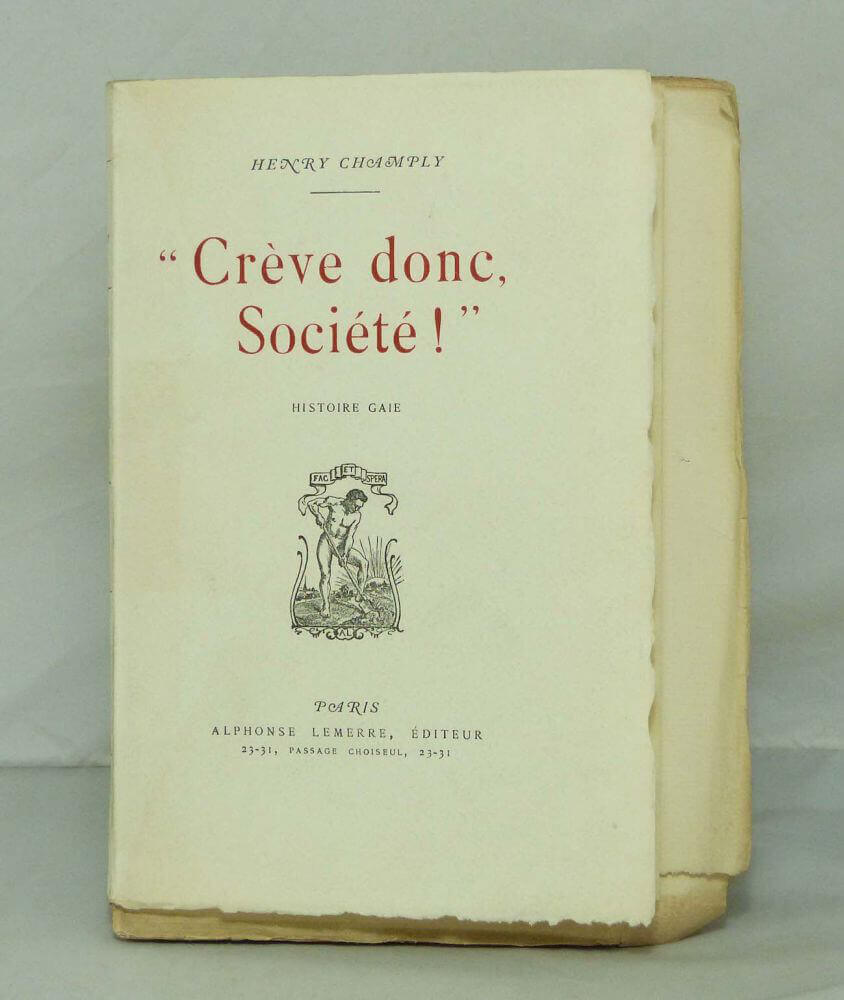 HENRY CHAMPLY
“ Crève donc,
Société ! ”
HISTOIRE GAIE
FAC ET SPERA
AL
PARIS
ALPHONSE LEMERRE, ÉDITEUR
23-31, PASSAGE CHOISEUL, 23-31